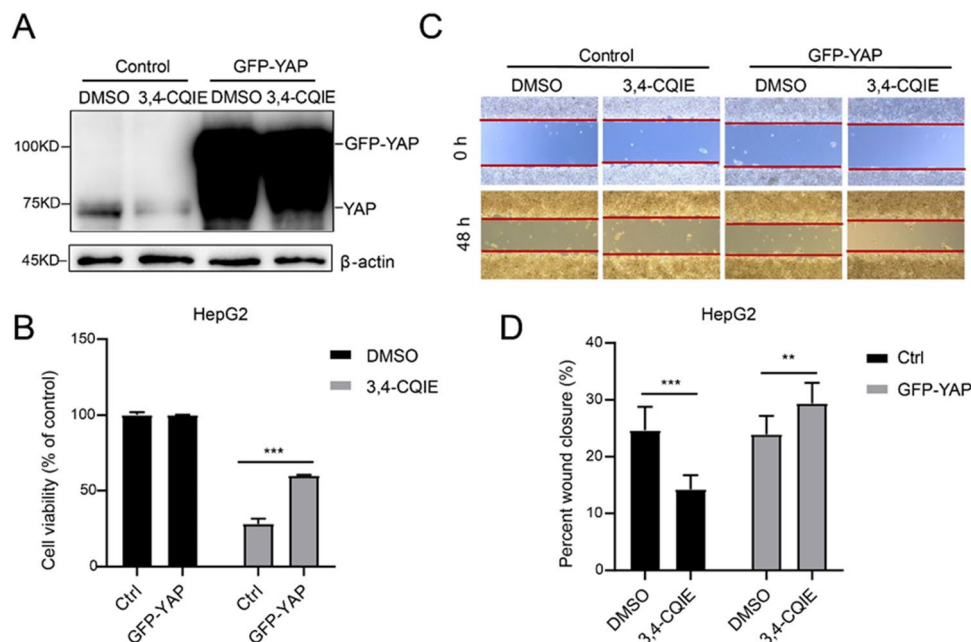 A
Control
GFP-YAP
DMSO 3,4-CQIE DMSO 3,4-CQIE
100KD
GFP-YAP
75KD
YAP
45KD
β-actin
B
HepG2
Cell viability (% of control)
150
100
50
0
***
DMSO
3,4-CQIE
Ctrl
GFP-YAP
Ctrl
GFP-YAP
C
Control
GFP-YAP
DMSO 3,4-CQIE DMSO 3,4-CQIE
0 h
48 h
D
HepG2
Percent wound closure (%)
40
30
20
10
0
***
**
Ctrl
GFP-YAP
DMSO
3,4-CQIE
DMSO
3,4-CQIE